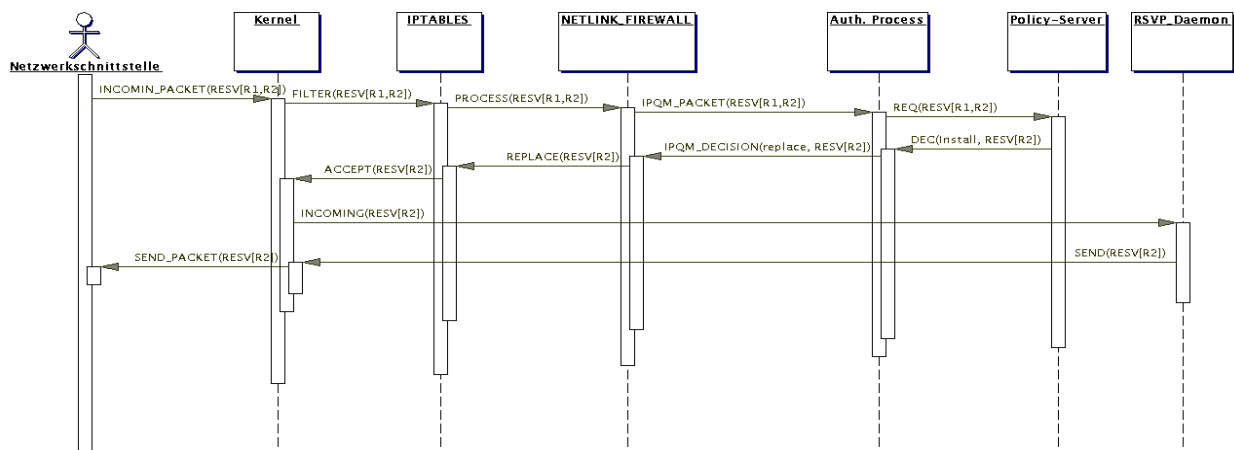 Netzwerkschnittstelle
Kernel
IPTABLES
NETLINK_FIREWALL
Auth. Process
Policy-Server
RSVP_Daemon
INCOMIN_PACKET(RESV[R1,R2])
FILTER(RESV[R1,R2])
PROCESS(RESV[R1,R2])
IPQM_PACKET(RESV[R1,R2])
REQ(RESV[R1,R2])
DEC(Install, RESV[R2])
IPQM_DECISION(replace, RESV[R2])
REPLACE(RESV[R2])
ACCEPT(RESV[R2])
INCOMING(RESV[R2])
SEND(RESV[R2])
SEND_PACKET(RESV[R2])